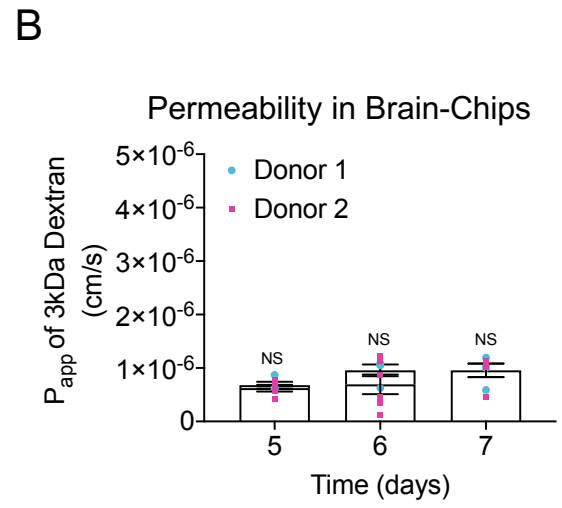 B
Permeability in Brain-Chips
Papp of 3kDa Dextran
(cm/s)
5×10-6
4×10-6
3×10-6
2×10-6
1×10-6
0
Donor 1
Donor 2
NS
NS
NS
5
6
7
Time (days)